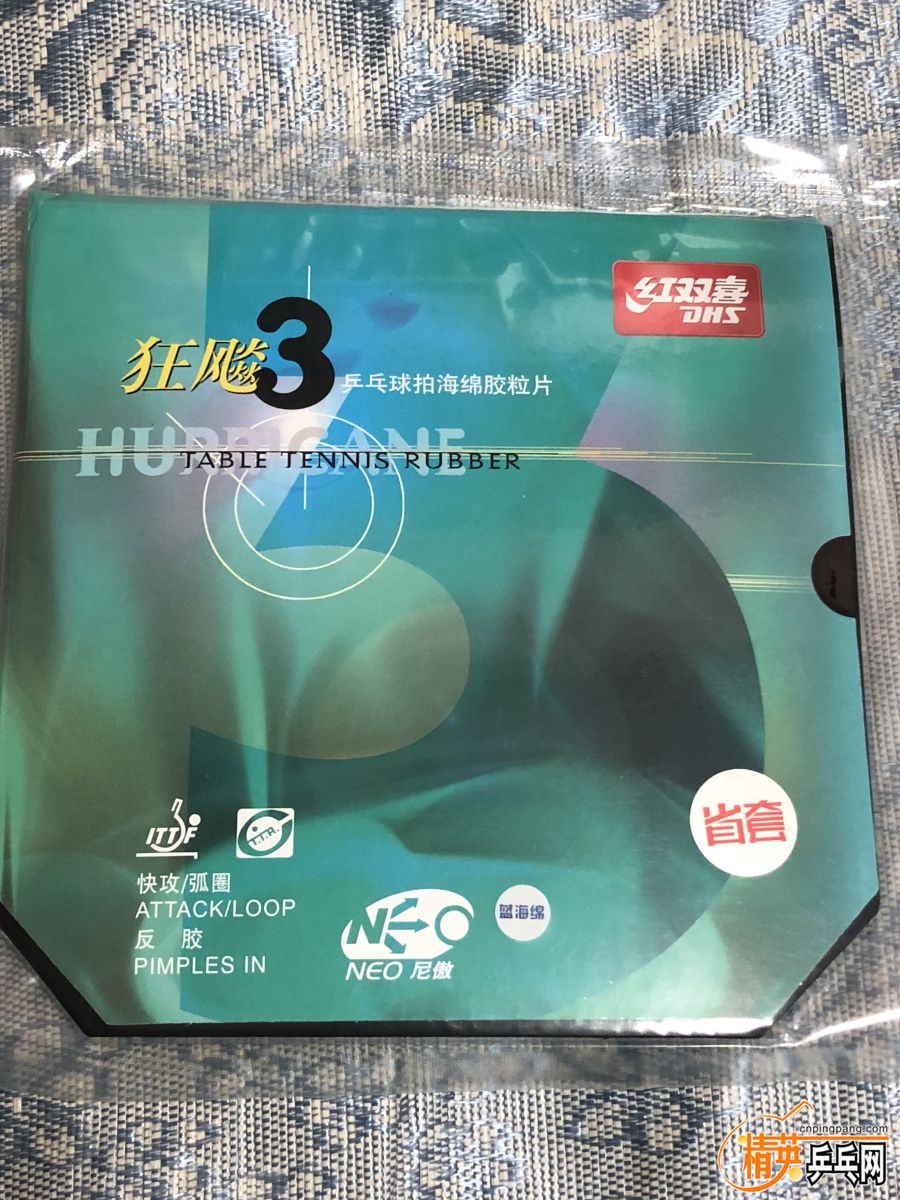 红双喜
DHS
狂飚3
乒乓球拍海绵胶粒片
HURRICANE
TABLE TENNIS RUBBER
省套
ITTF
T.T.A.
快攻/弧圈
ATTACK/LOOP
反 胶
PIMPLES IN
NEO
NEO 尼傲
蓝海绵
cnpingpang.com
精英乒乓网